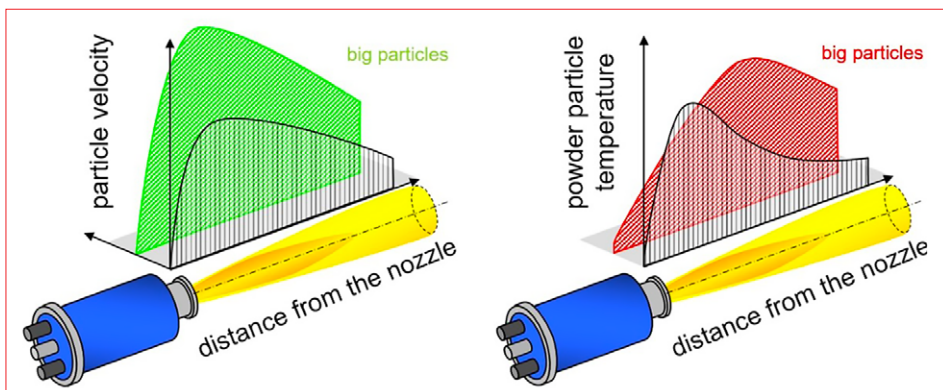 particle velocity
big particles
distance from the nozzle
powder particle
temperature
big particles
distance from the nozzle